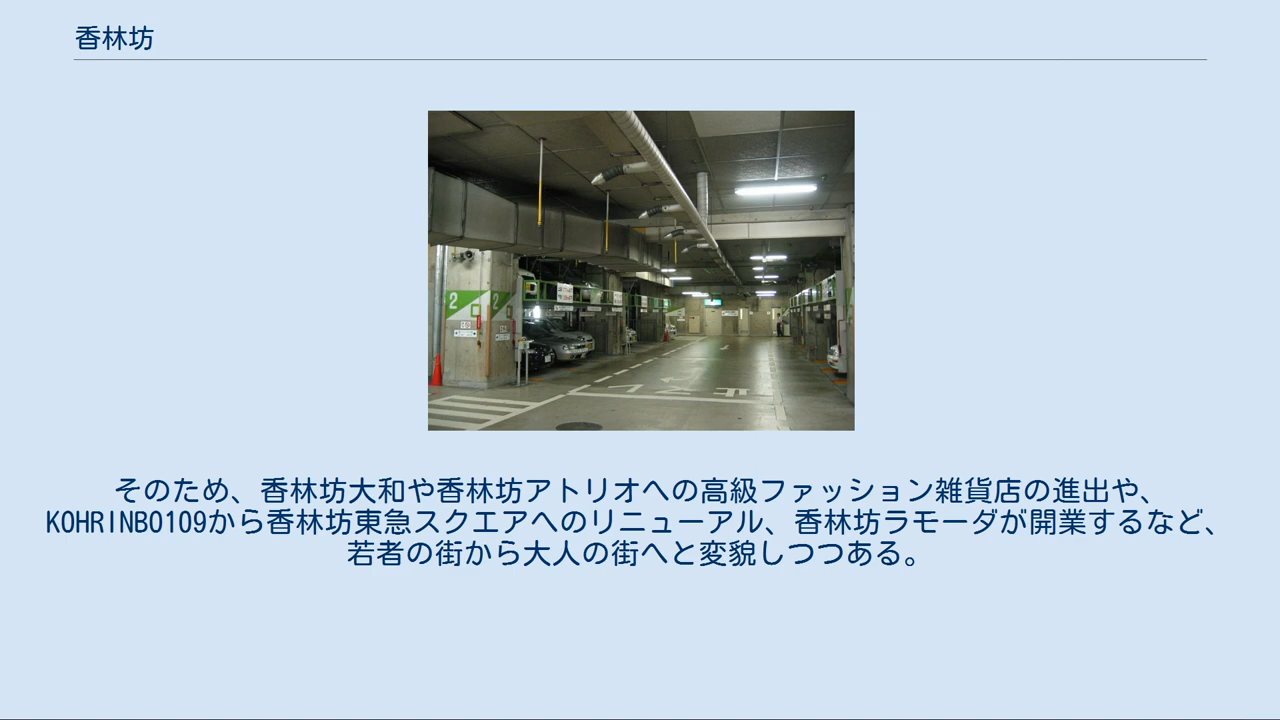 香林坊
2
2
そのため、香林坊大和や香林坊アトリオへの高級ファッション雑貨店の進出や、
KOHRINBO109から香林坊東急スクエアへのリニューアル、香林坊ラモーダが開業するなど、
若者の街から大人の街へと変貌しつつある。